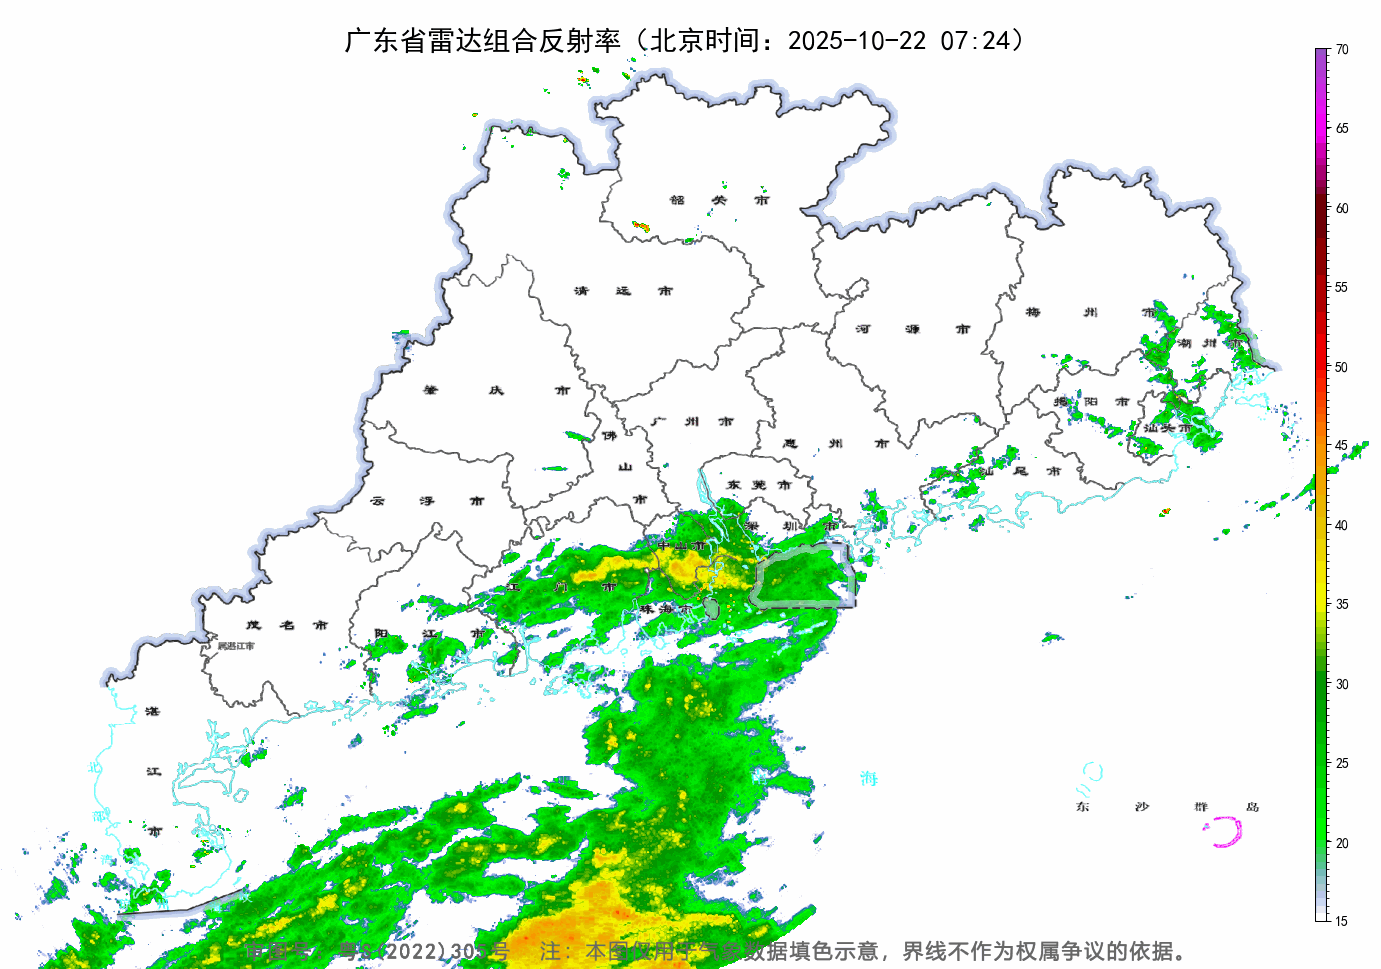 广东省雷达组合反射率（北京时间：2025-10-22 07:24）
70
65
60
55
50
45
40
35
30
25
20
15
韶关市
清远市
河源市
梅州市
潮州市
肇庆市
揭阳市
广州市
汕头市
佛山市
惠州市
汕尾市
东莞市
云浮市
深圳市
中山市
江门市
珠海市
茂名市
阳江市
属湛江市
湛江市
北部湾
海
东沙群岛
审图号：粤S(2022)305号 注：本图仅用于气象数据填色示意，界线不作为权属争议的依据。